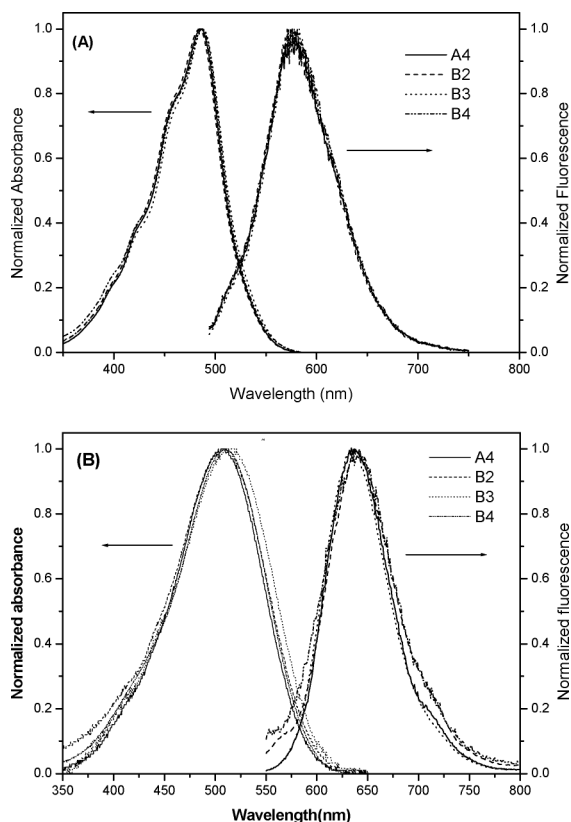 (A)
A4
B2
B3
B4
Normalized Absorbance
Normalized Fluorescence
1.0
0.8
0.6
0.4
0.2
0.0
1.0
0.8
0.6
0.4
0.2
0.0
400
500
600
700
800
Wavelength (nm)
(B)
A4
B2
B3
B4
Normalized absorbance
Normalized fluorescence
1.0
0.8
0.6
0.4
0.2
0.0
1.0
0.8
0.6
0.4
0.2
0.0
350
400
450
500
550
600
650
700
750
800
Wavelength(nm)